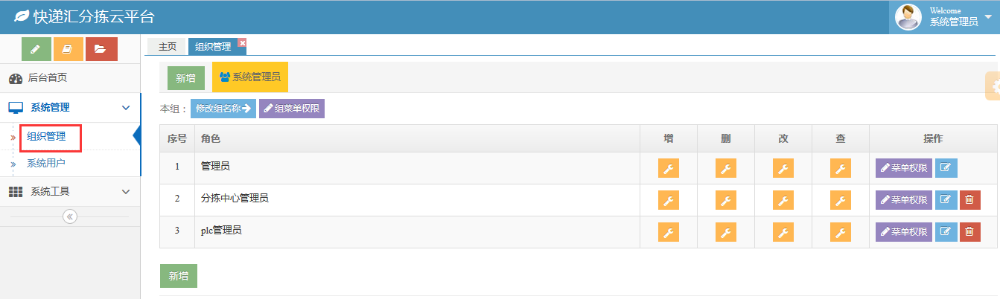 快递汇分拣云平台
Welcome
系统管理员
主页
组织管理
后台首页
系统管理
组织管理
系统用户
系统工具
新增
系统管理员
本组：
修改组名称
组菜单权限
序号 角色 增 删 改 查 操作
1 管理员 菜单权限
2 分拣中心管理员 菜单权限
3 plc管理员 菜单权限
新增